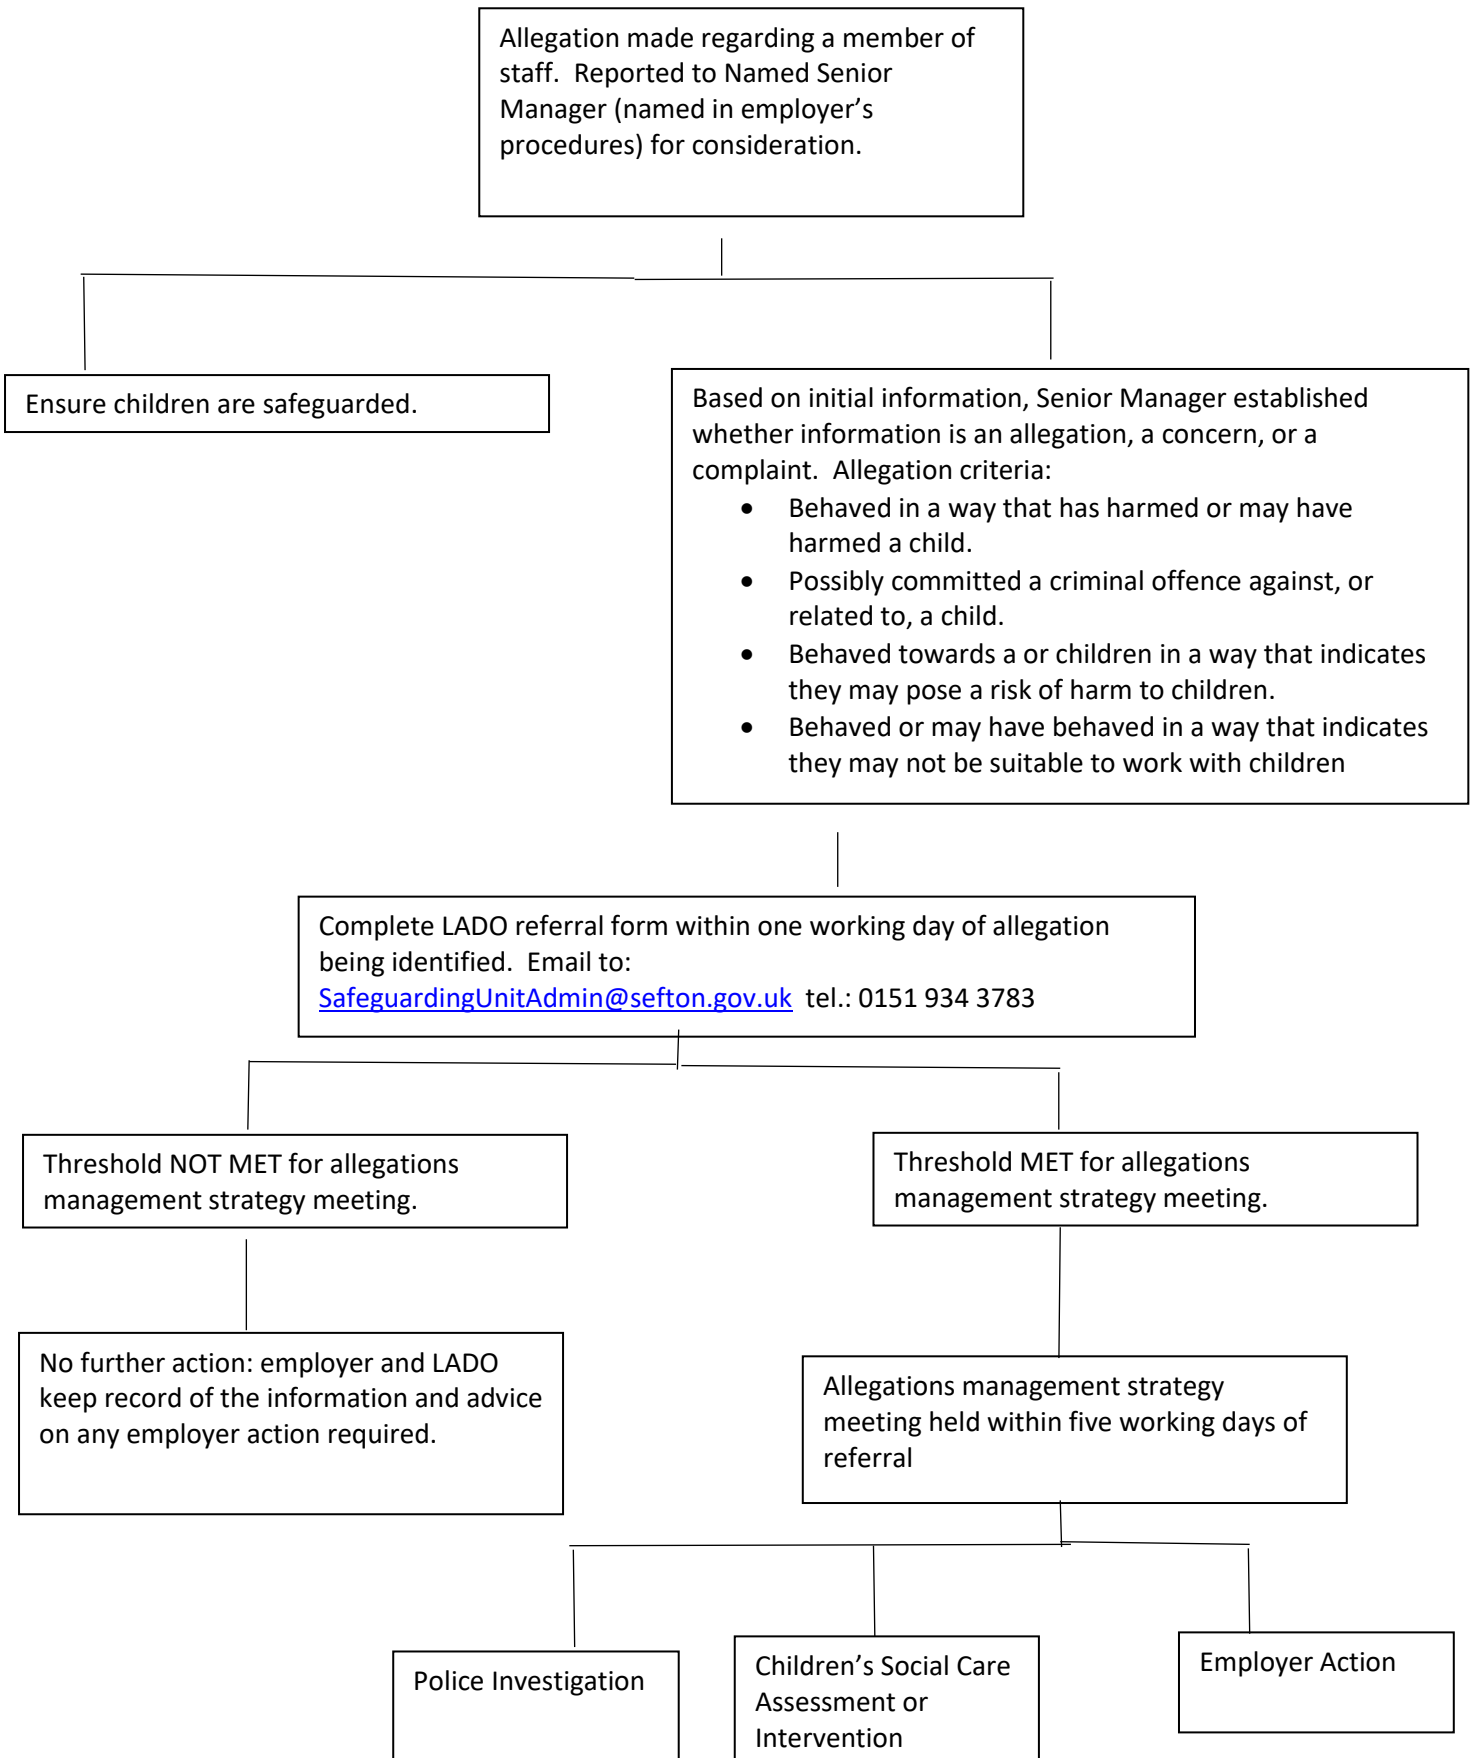 Allegation made regarding a member of
staff.  Reported to Named Senior
Manager (named in employer’s
procedures) for consideration.
Ensure children are safeguarded.
Based on initial information, Senior Manager established
whether information is an allegation, a concern, or a
complaint.  Allegation criteria:
• Behaved in a way that has harmed or may have
harmed a child.
• Possibly committed a criminal offence against, or
related to, a child.
• Behaved towards a or children in a way that indicates
they may pose a risk of harm to children.
• Behaved or may have behaved in a way that indicates
they may not be suitable to work with children
Complete LADO referral form within one working day of allegation
being identified.  Email to:
SafeguardingUnitAdmin@sefton.gov.uk  tel.: 0151 934 3783
Threshold NOT MET for allegations
management strategy meeting.
Threshold MET for allegations
management strategy meeting.
No further action: employer and LADO
keep record of the information and advice
on any employer action required.
Allegations management strategy
meeting held within five working days of
referral
Police Investigation
Children’s Social Care
Assessment or
Intervention
Employer Action